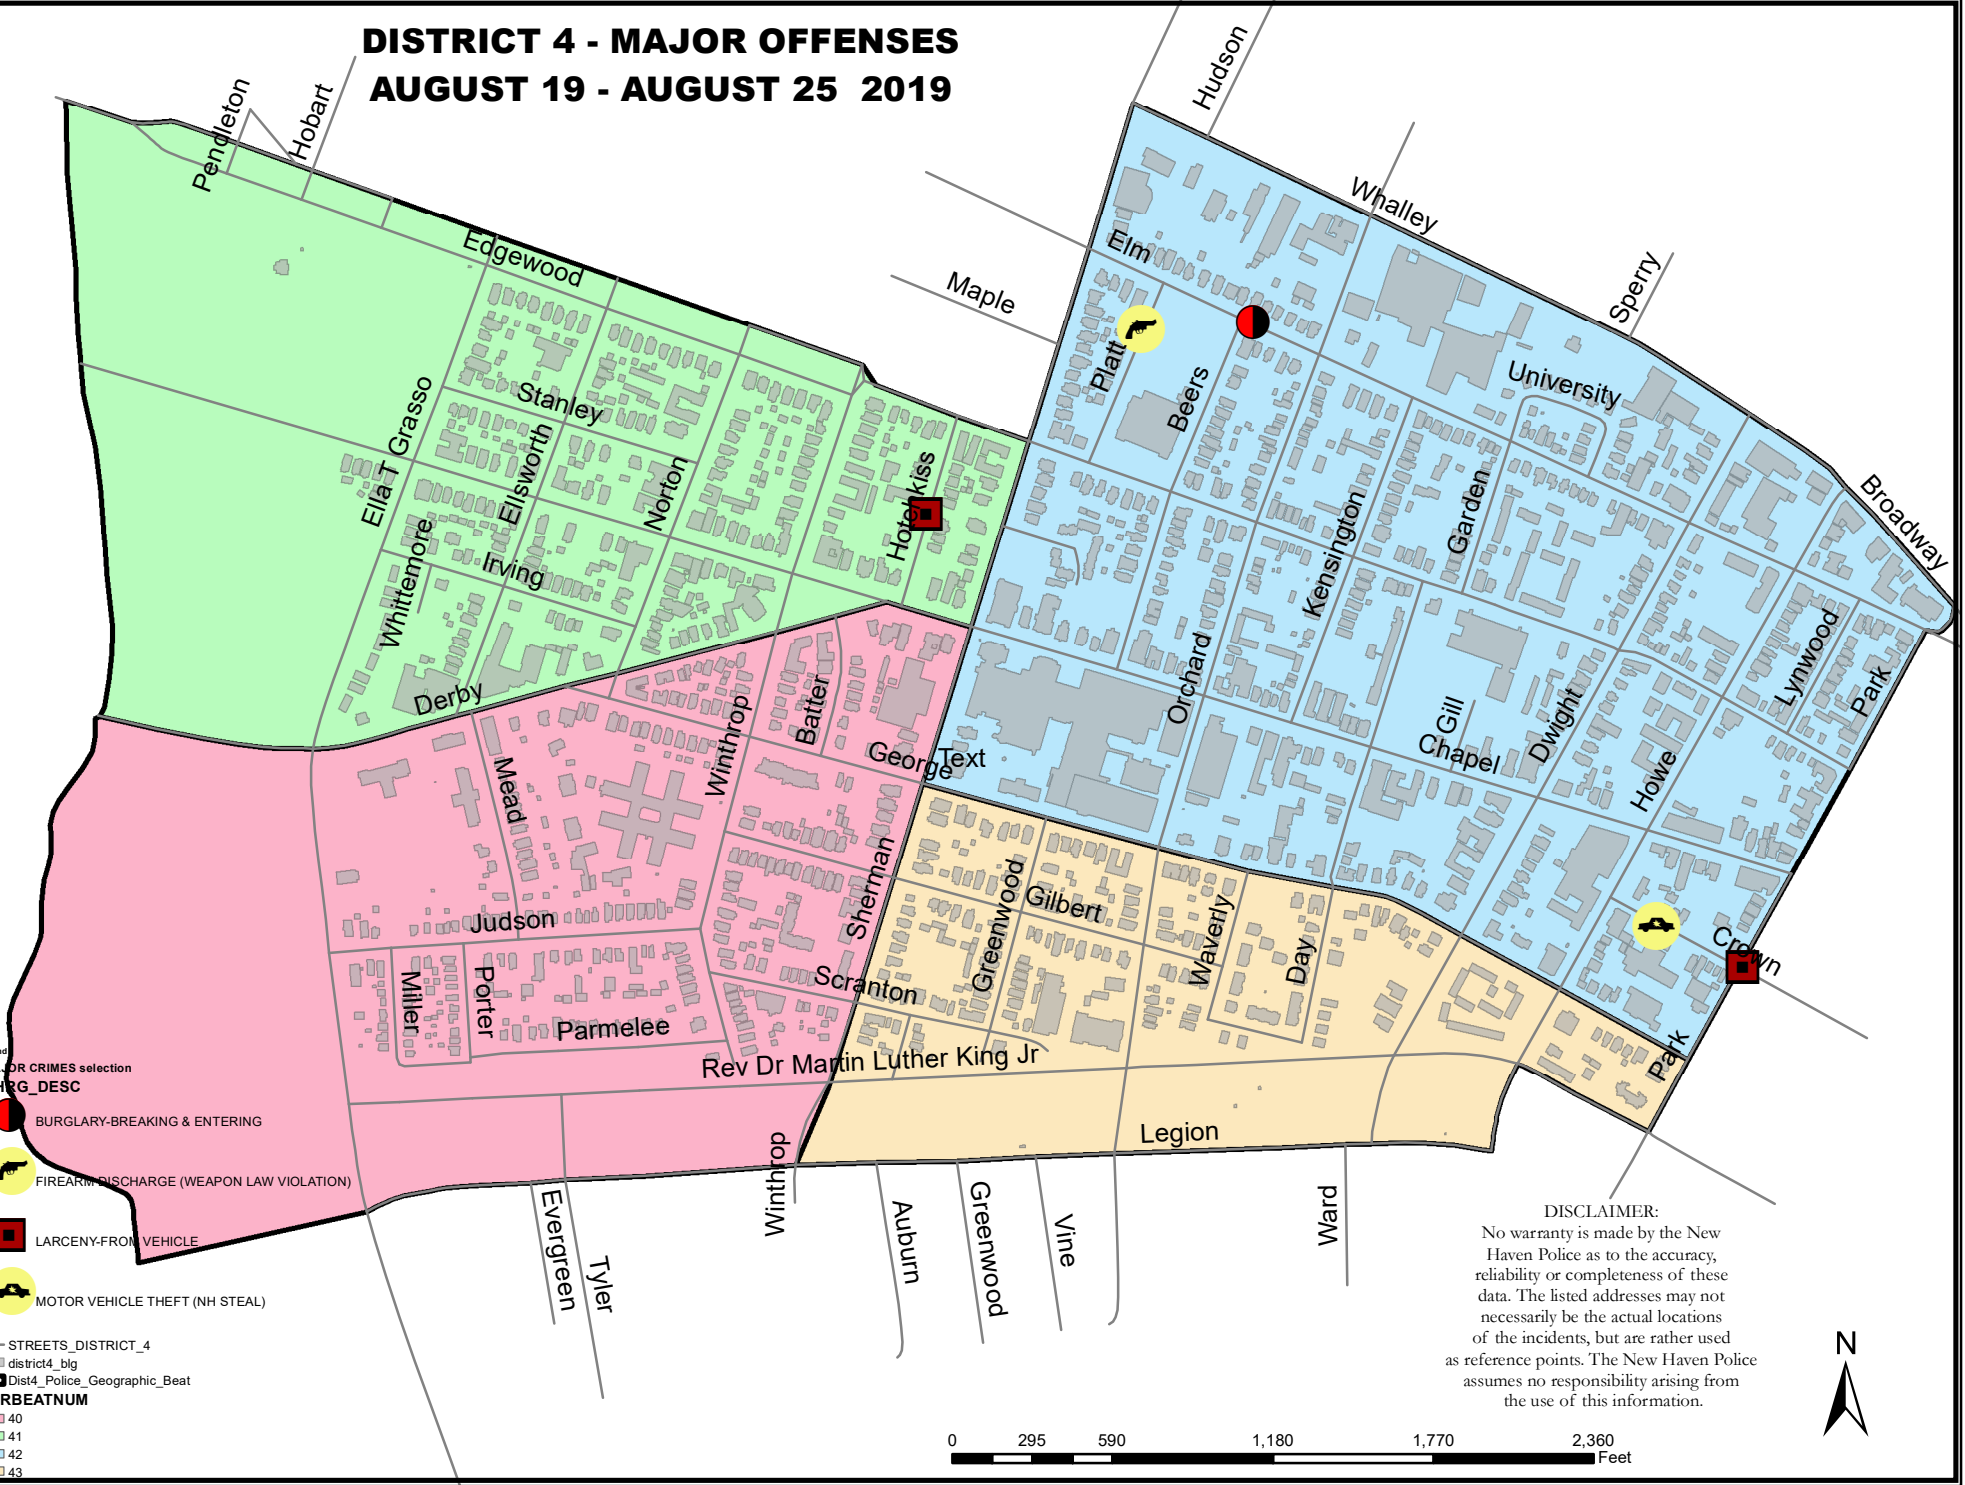 DISTRICT 4 - MAJOR OFFENSES
AUGUST 19 - AUGUST 25 2019
Hudson
Pendleton
Hobart
Whalley
Edgewood
Elm
Maple
Sperry
Platt
Beers
University
Stanley
Ella T Grasso
Ellsworth
Norton
Hotchkiss
Kensington
Garden
Broadway
Whittemore
Irving
Orchard
Lynwood
Park
Derby
Batter
Winthrop
Gill
Chapel
Dwight
Howe
George
Text
Mead
Sherman
Greenwood
Gilbert
Waverly
Day
Crown
Judson
Miller
Porter
Scranton
Parmelee
Rev Dr Martin Luther King Jr
Park
Legion
Winthrop
Evergreen
Tyler
Auburn
Greenwood
Vine
Ward
JOR CRIMES selection
HRG_DESC
BURGLARY-BREAKING & ENTERING
FIREARM DISCHARGE (WEAPON LAW VIOLATION)
LARCENY-FROM VEHICLE
MOTOR VEHICLE THEFT (NH STEAL)
STREETS_DISTRICT_4
district4_blg
Dist4_Police_Geographic_Beat
RBEATNUM
40
41
42
43
DISCLAIMER:
No warranty is made by the New
Haven Police as to the accuracy,
reliability or completeness of these
data. The listed addresses may not
necessarily be the actual locations
of the incidents, but are rather used
as reference points. The New Haven Police
assumes no responsibility arising from
the use of this information.
N
0 295 590 1,180 1,770 2,360
Feet